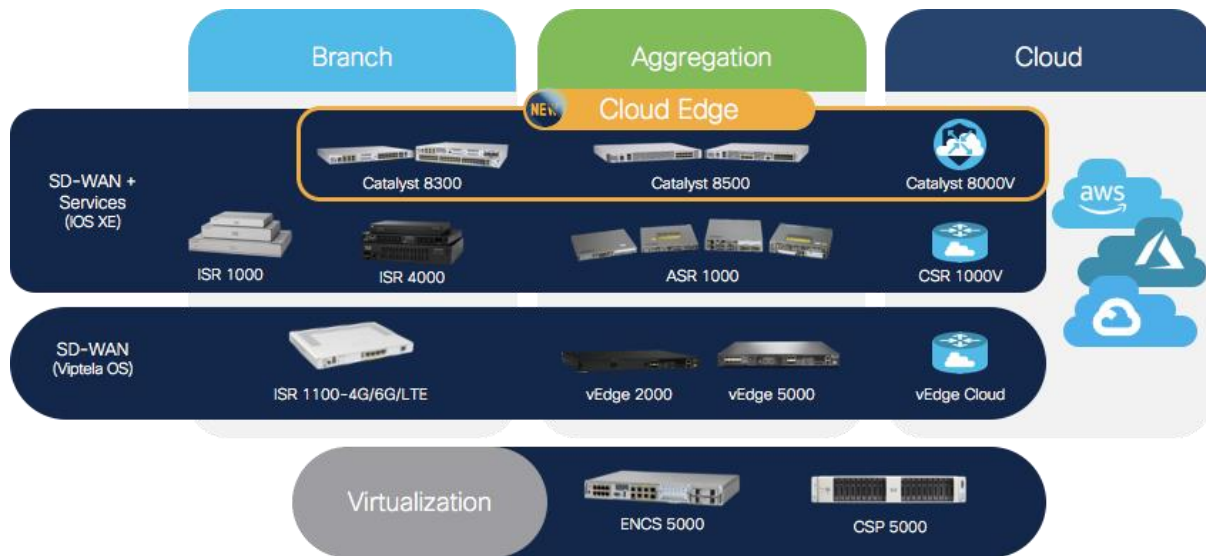 Branch
Aggregation
Cloud
NEW
Cloud Edge
SD-WAN +
Services
(IOS XE)
Catalyst 8300
Catalyst 8500
Catalyst 8000V
aws
ISR 1000
ISR 4000
ASR 1000
CSR 1000V
SD-WAN
(Viptela OS)
ISR 1100-4G/6G/LTE
vEdge 2000
vEdge 5000
vEdge Cloud
Virtualization
ENCS 5000
CSP 5000